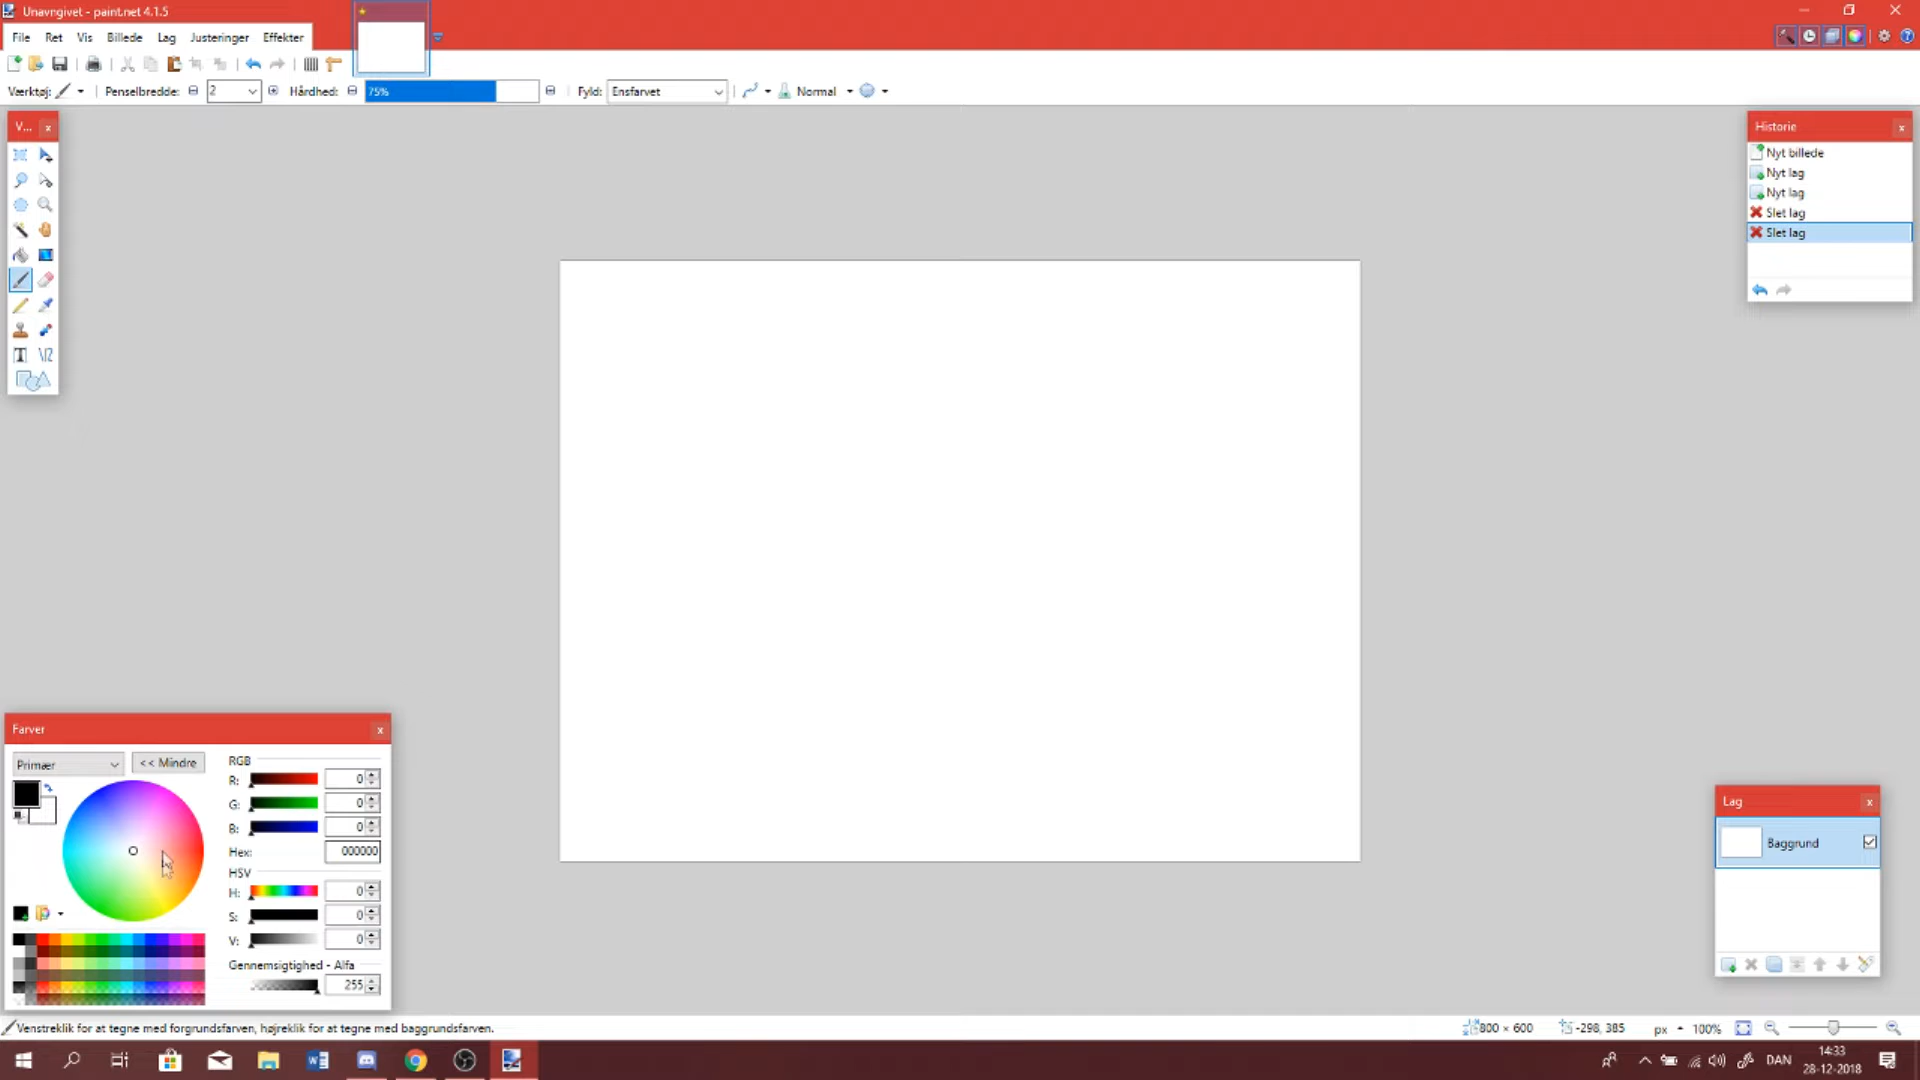 Unavngivet - paint.net 4.1.5
File Ret Vis Billede Lag Justeringer Effekter
Værktøj: Penselbredde: 2 Hårdhed: 75% Fyld: Ensfarvet Normal
V... x
Historie x
Nyt billede
Nyt lag
Nyt lag
Slet lag
Slet lag
Farver x
Primær << Mindre
RGB
R: 0
G: 0
B: 0
Hex: 000000
HSV
H: 0
S: 0
V: 0
Gennemsigtighed - Alfa
255
Lag x
Baggrund
Venstreklik for at tegne med forgrundsfarven, højreklik for at tegne med baggrundsfarven.
800 × 600 -298, 385 px 100%
DAN
14:33
28-12-2018